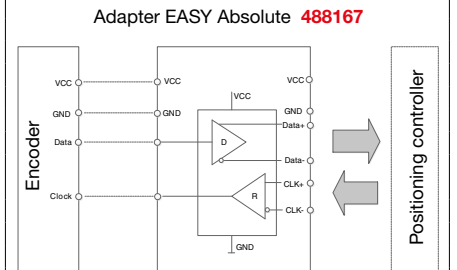 Adapter EASY Absolute 488167
Encoder
VCC
GND
Data
Clock
VCC
GND
VCC
GND
D
R
VCC
GND
Data+
Data-
CLK+
CLK-
Positioning controller